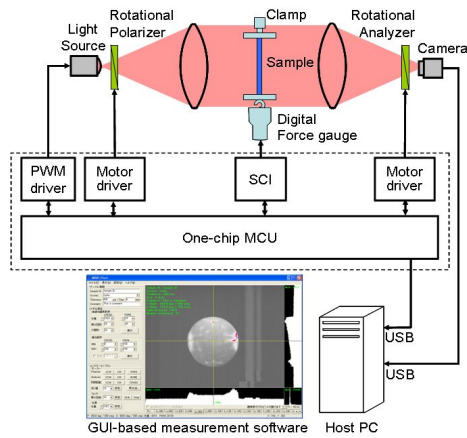 Light
Source
Rotational
Polarizer
Clamp
Sample
Rotational
Analyzer
Camera
Digital
Force gauge
PWM
driver
Motor
driver
SCI
Motor
driver
One-chip MCU
USB
USB
GUI-based measurement software
Host PC